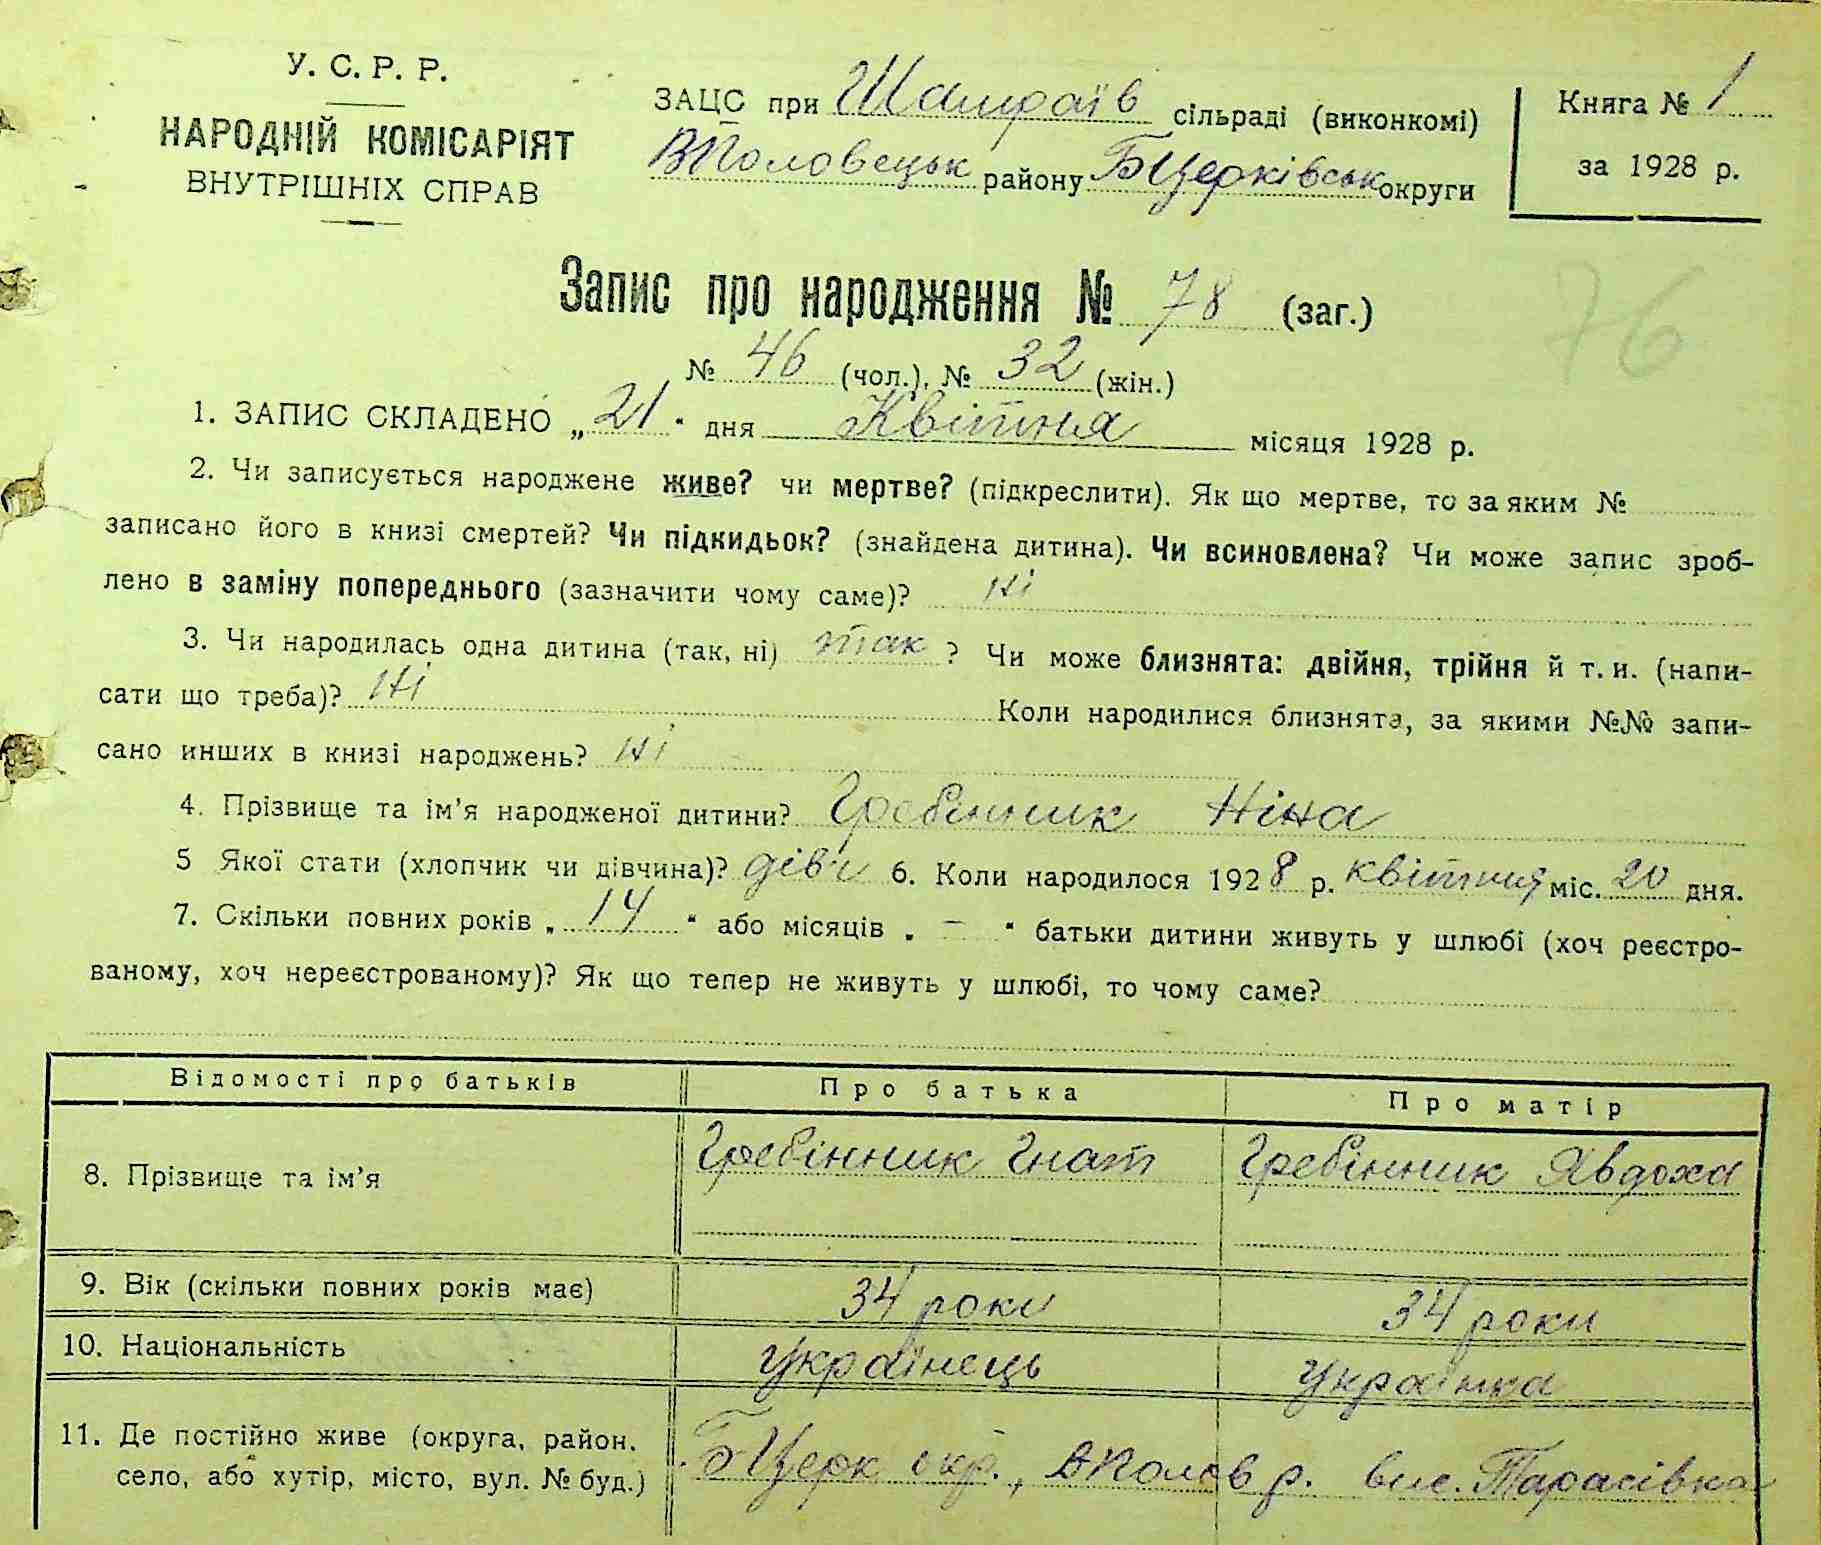 У. С. Р. Р.
НАРОДНІЙ КОМІСАРІЯТ
ВНУТРІШНІХ СПРАВ
ЗАЦС при Шамраїв сільраді (виконкомі)
ВПоловецьк району БЦерківськ округи
Книга № 1
за 1928 р.
Запис про народження № 78 (заг.)
76
№ 46 (чол.), № 32 (жін.)
1. ЗАПИС СКЛАДЕНО „21“ дня Квітня місяця 1928 р.
2. Чи записується народжене живе? чи мертве? (підкреслити). Як що мертве, то за яким №
записано його в книзі смертей? Чи підкидьок? (знайдена дитина). Чи всиновлена? Чи може запис зроб-
лено в заміну попереднього (зазначити чому саме)? ні
3. Чи народилась одна дитина (так, ні) так ? Чи може близнята: двійня, трійня й т. и. (напи-
сати що треба)? ні Коли народилися близнята, за якими №№ запи-
сано инших в книзі народжень? ні
4. Прізвище та ім’я народженої дитини? Гребінник Ніна
5 Якої стати (хлопчик чи дівчина)? дівч 6. Коли народилося 1928 р. квітня міс. 20 дня.
7. Скільки повних років „14“ або місяців „ — “ батьки дитини живуть у шлюбі (хоч реєстро-
ваному, хоч нереєстрованому)? Як що тепер не живуть у шлюбі, то чому саме?
Відомості про батьків Про батька Про матір
8. Прізвище та ім’я Гребінник Гнат Гребінник Явдоха
9. Вік (скільки повних років має) 34 роки 34 роки
10. Національність Українець Українка
11. Де постійно живе (округа, район,
село, або хутір, місто, вул. № буд.) БЦерк окр., ВПолов р. вис. Тарасівка